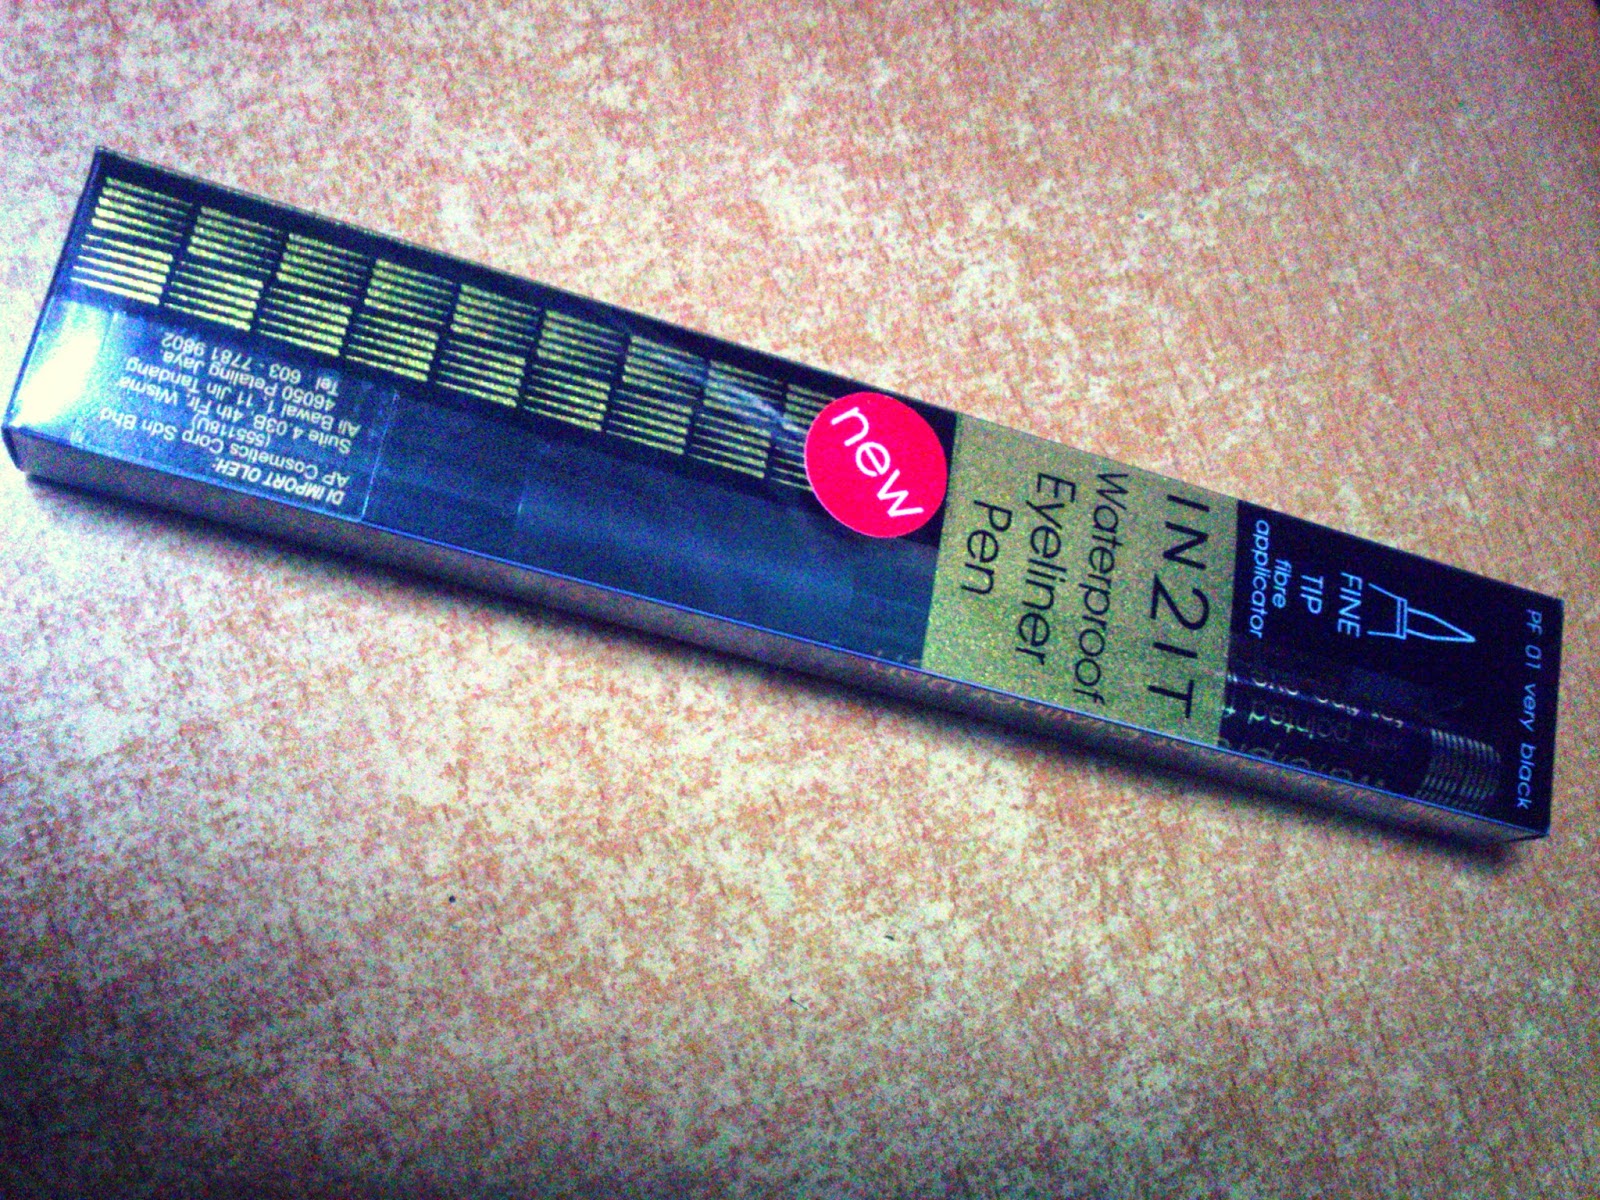 PF 01 very black
FINE
TIP
fibre
applicator
IN2IT
Waterproof
Eyeliner
Pen
new
DI IMPORT OLEH:
AP Cosmetics Corp Sdn Bhd
(555118U)
Suite 4.03B, 4th Flr, Wisma
Ali Bawal 1, 11, Jln Tandang
46050 Petaling Jaya.
Tel 603 - 7781 9802